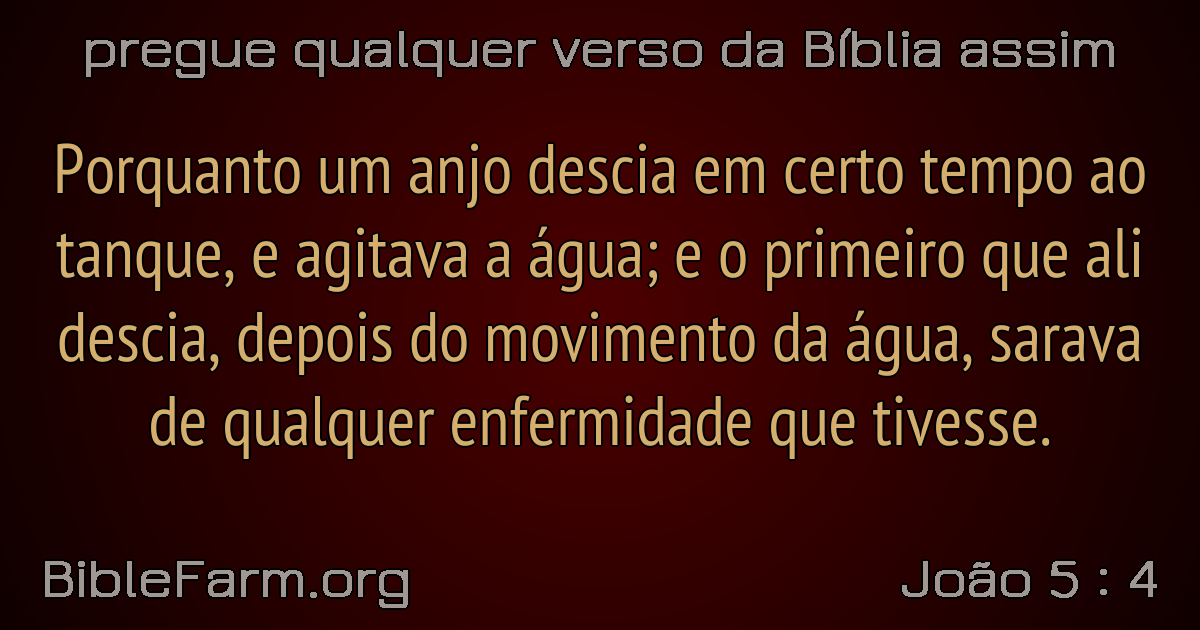 pregue qualquer verso da Bíblia assim
Porquanto um anjo descia em certo tempo ao
tanque, e agitava a água; e o primeiro que ali
descia, depois do movimento da água, sarava
de qualquer enfermidade que tivesse.
BibleFarm.org
João 5 : 4